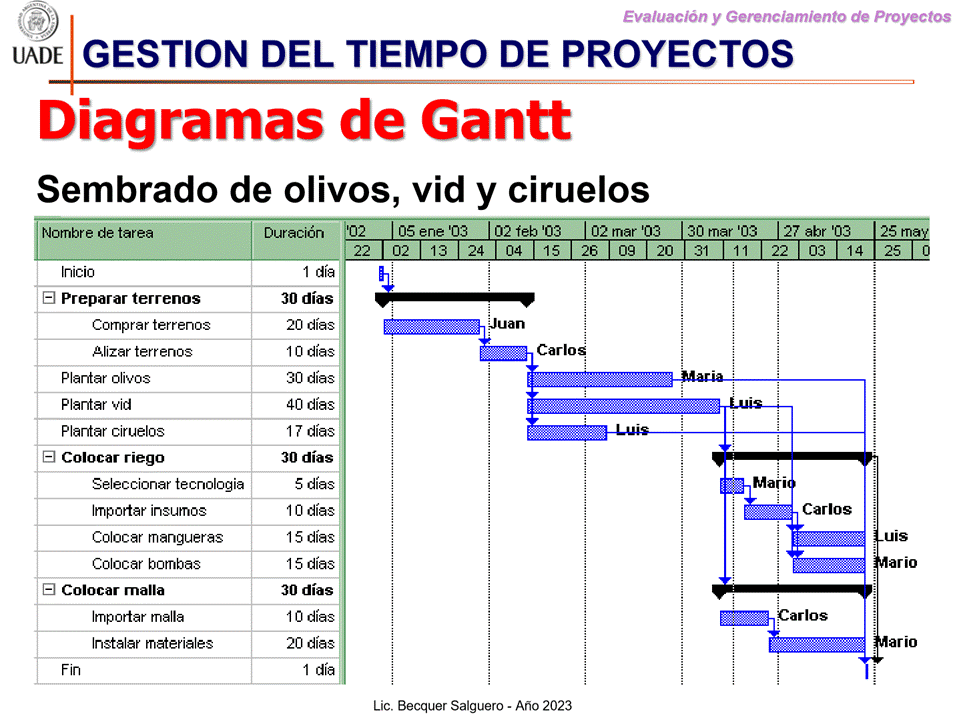 Evaluación y Gerenciamiento de Proyectos
UADE
GESTION DEL TIEMPO DE PROYECTOS
Diagramas de Gantt
Sembrado de olivos, vid y ciruelos
Nombre de tarea Duración '02 05 ene '03 02 feb '03 02 mar '03 30 mar '03 27 abr '03 25 may
22 02 13 24 04 15 26 09 20 31 11 22 03 14 25 0
Inicio 1 día
Preparar terrenos 30 días
Comprar terrenos 20 días Juan
Alizar terrenos 10 días Carlos
Plantar olivos 30 días Maria
Plantar vid 40 días Luis
Plantar ciruelos 17 días Luis
Colocar riego 30 días
Seleccionar tecnologia 5 días Mario
Importar insumos 10 días Carlos
Colocar mangueras 15 días Luis
Colocar bombas 15 días Mario
Colocar malla 30 días
Importar malla 10 días Carlos
Instalar materiales 20 días Mario
Fin 1 día
Lic. Becquer Salguero - Año 2023